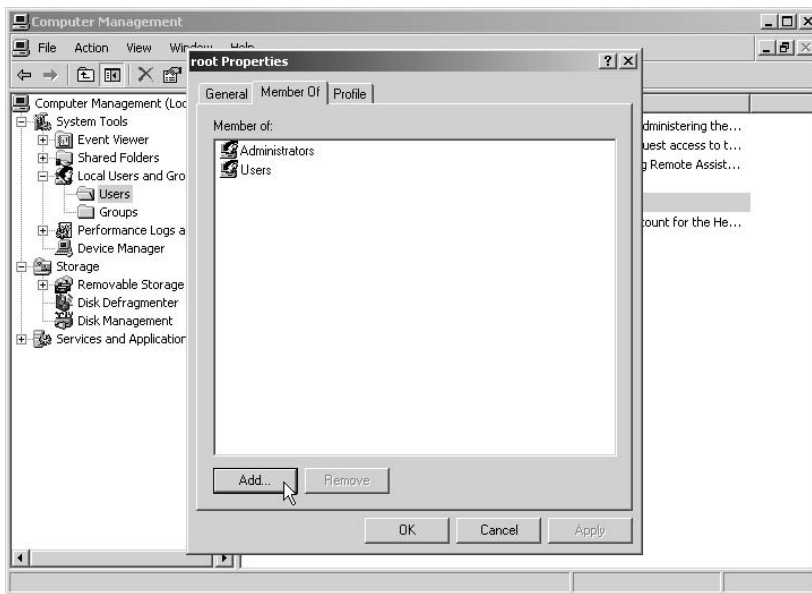 Computer Management
File Action View Window Help
root Properties
General Member Of Profile
Member of:
Administrators
Users
Add... Remove
OK Cancel Apply
Computer Management (Loc
System Tools
Event Viewer
Shared Folders
Local Users and Gro
Users
Groups
Performance Logs a
Device Manager
Storage
Removable Storage
Disk Defragmenter
Disk Management
Services and Application
dministering the...
uest access to t...
g Remote Assist...
count for the He...